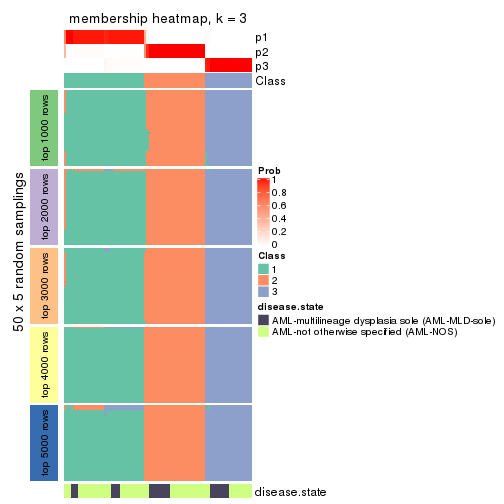 membership heatmap, k = 3
p1
p2
p3
Class
50 x 5 random samplings
top 1000 rows
top 2000 rows
top 3000 rows
top 4000 rows
top 5000 rows
Prob
1
0.8
0.6
0.4
0.2
0
Class
1
2
3
disease.state
AML-multilineage dysplasia sole (AML-MLD-sole)
AML-not otherwise specified (AML-NOS)
disease.state